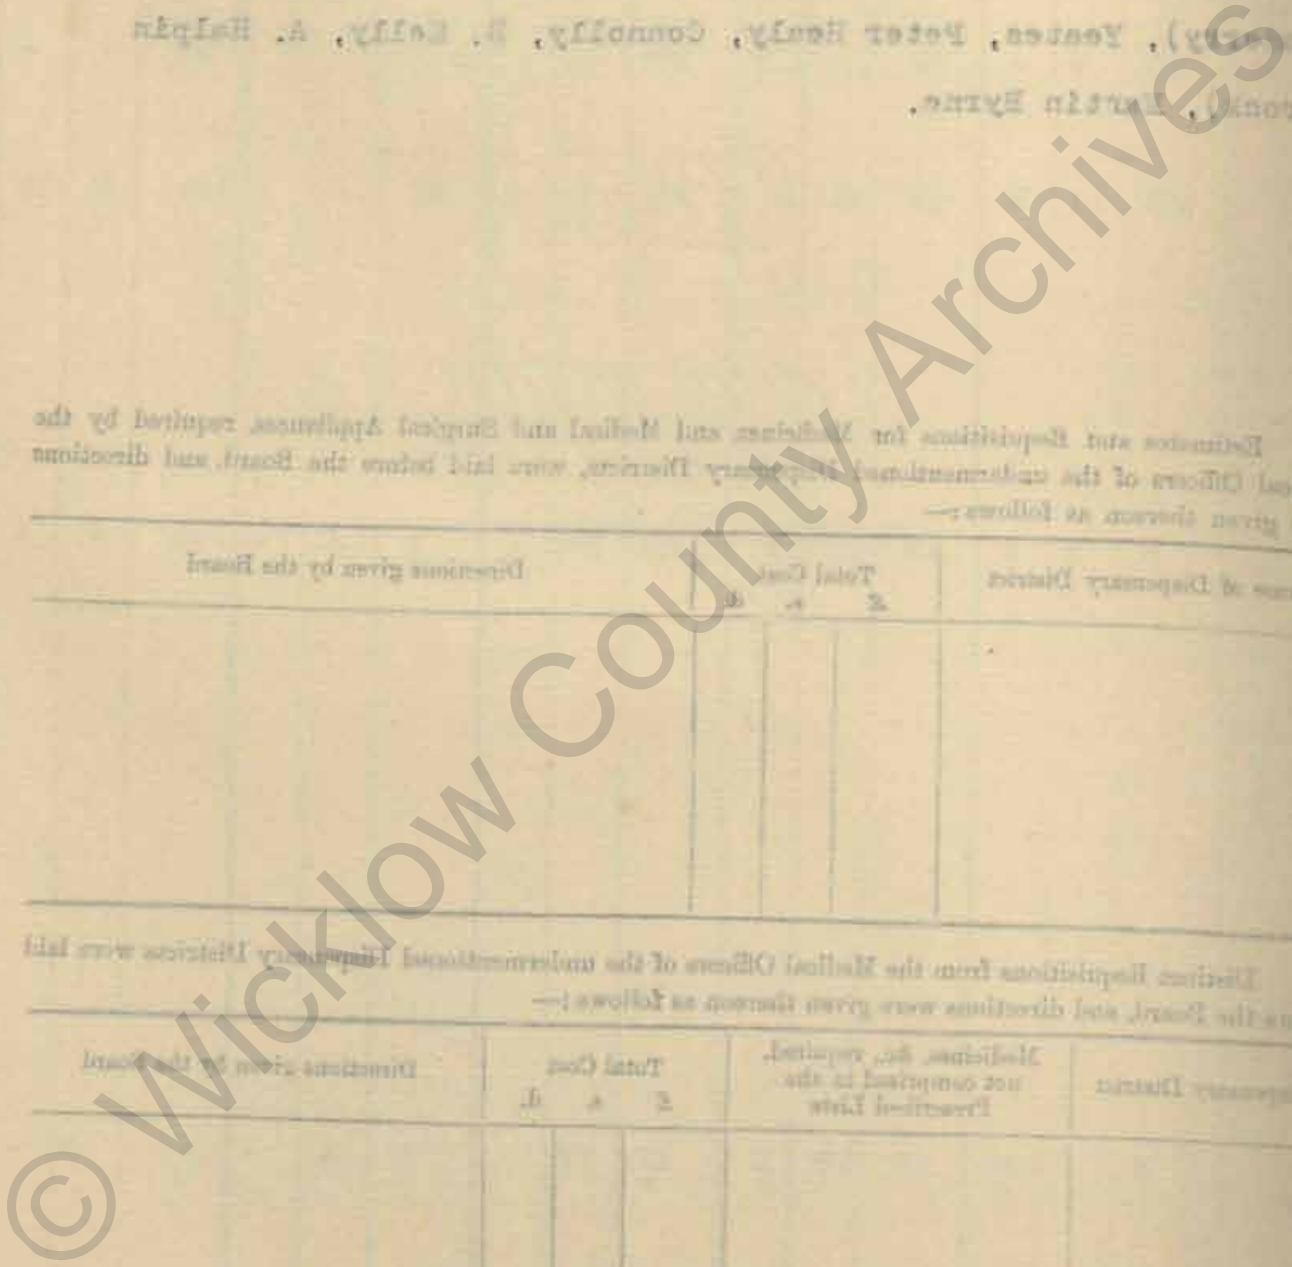 ), Yeates, Peter Healy, Connolly, Kelly, A. Halpin
Martin Byrne.
Estimates and Requisitions for Medicines and Medical and Surgical Appliances, required by the
Officers of the undermentioned Dispensary Districts, were laid before the Board, and directions
given thereon as follows:—
of Dispensary District
Total Cost
£ s. d.
Directions given by the Board
Distinct Requisitions from the Medical Officers of the undermentioned Dispensary Districts were laid
the Board, and directions were given thereon as follows:—
Dispensary District
Medicines, &c., required,
not comprised in the
Prescribed Lists
Total Cost
£ s. d.
Directions given by the Board
© Wicklow County Archives